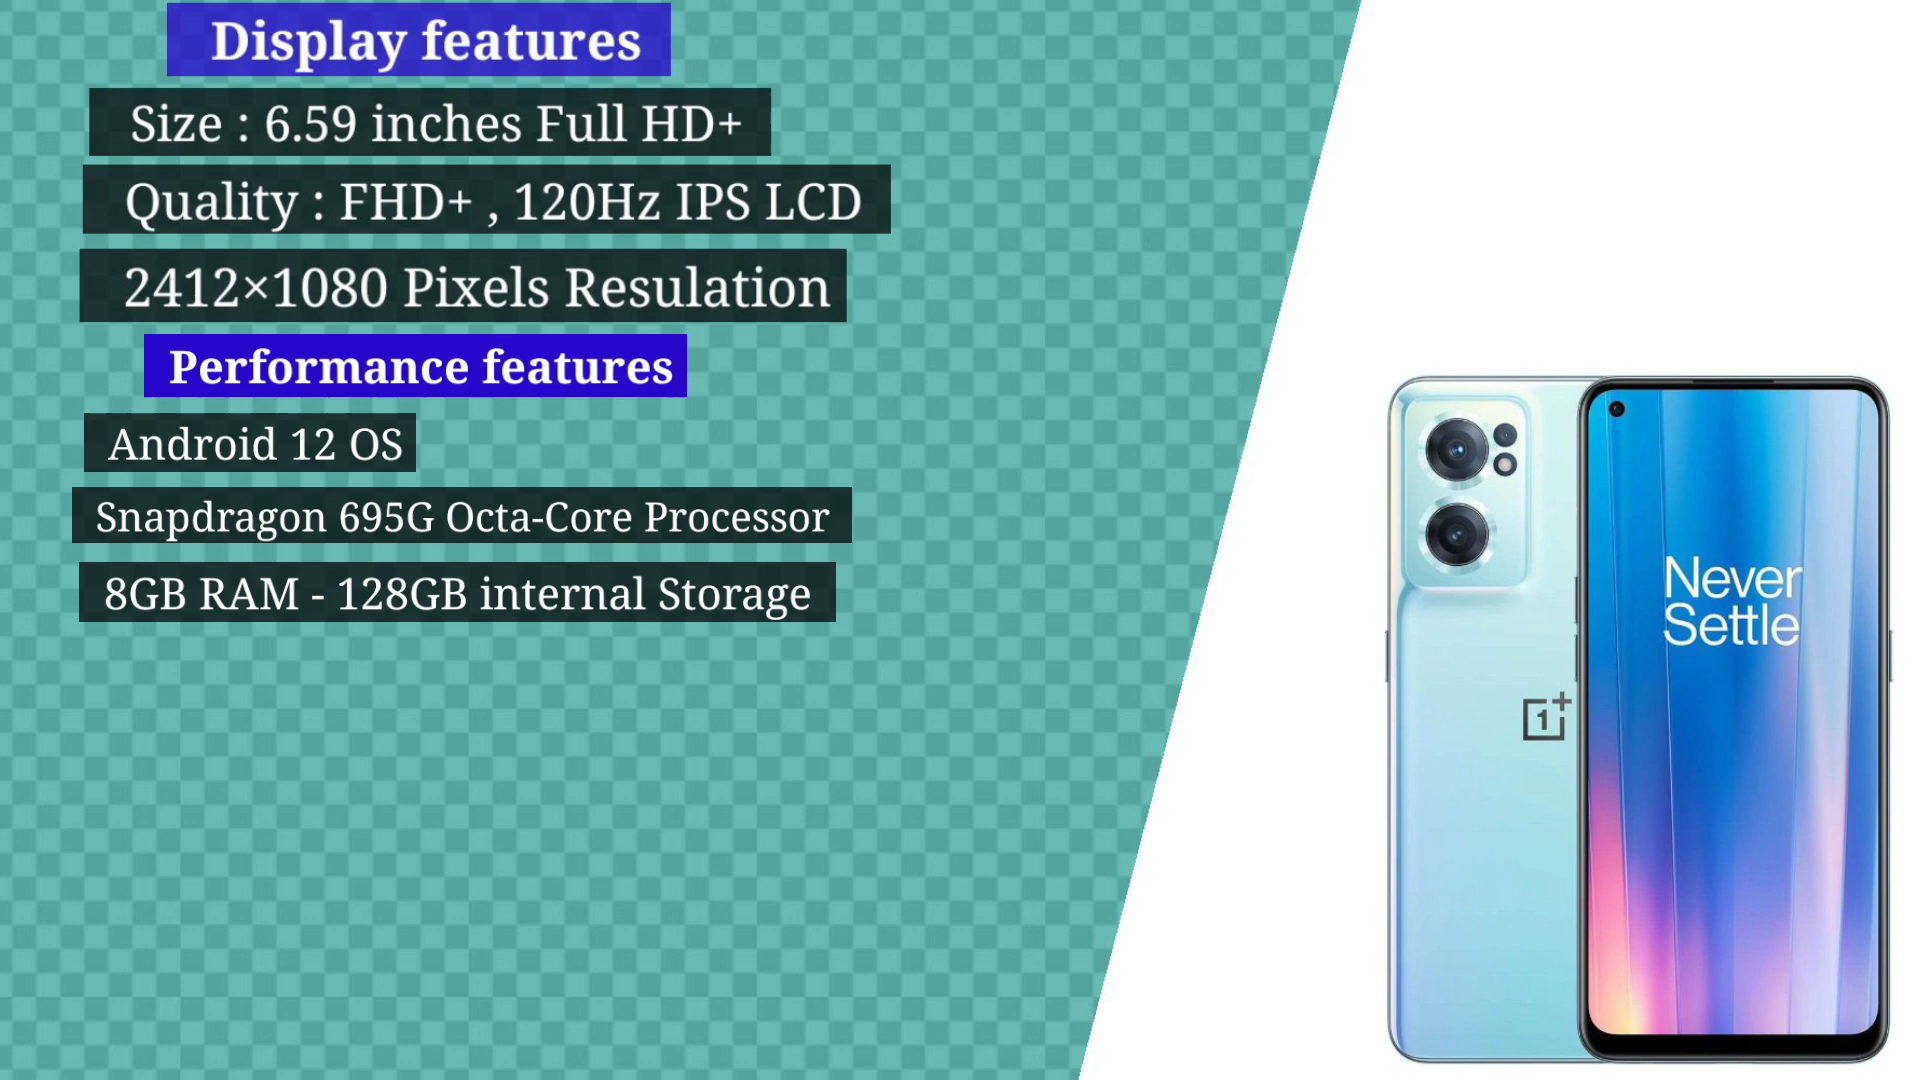 Display features
Size : 6.59 inches Full HD+
Quality : FHD+ , 120Hz IPS LCD
2412×1080 Pixels Resulation
Performance features
Android 12 OS
Snapdragon 695G Octa-Core Processor
8GB RAM - 128GB internal Storage
Never
Settle
1+